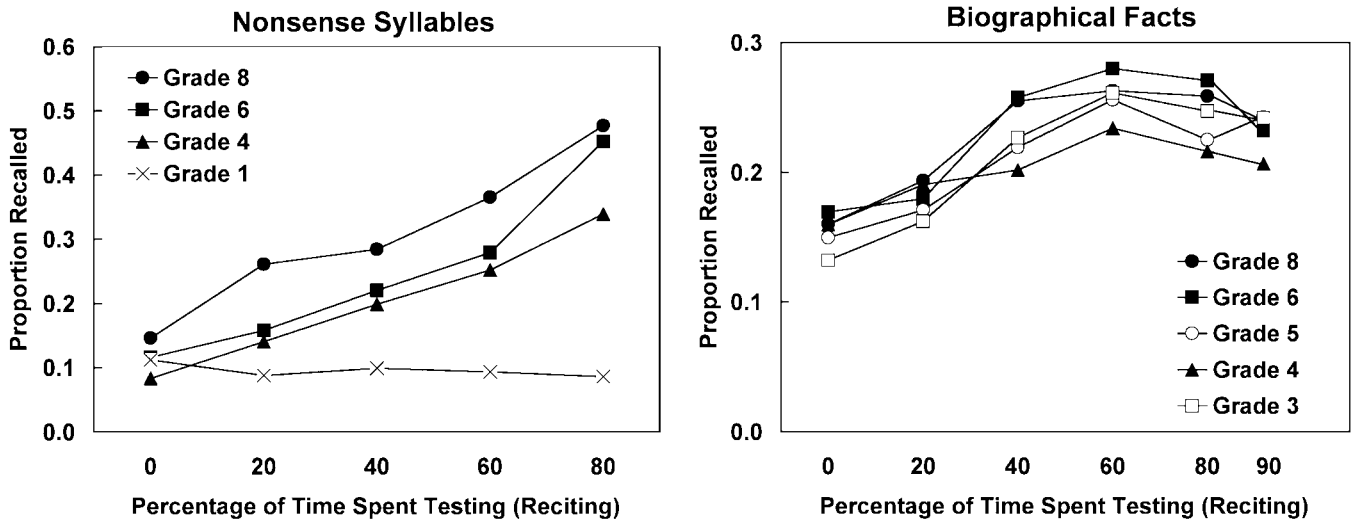 Nonsense Syllables
Proportion Recalled
0.6
0.5
0.4
0.3
0.2
0.1
0.0
Grade 8
Grade 6
Grade 4
Grade 1
0 20 40 60 80
Percentage of Time Spent Testing (Reciting)
Biographical Facts
Proportion Recalled
0.3
0.2
0.1
0.0
Grade 8
Grade 6
Grade 5
Grade 4
Grade 3
0 20 40 60 80 90
Percentage of Time Spent Testing (Reciting)